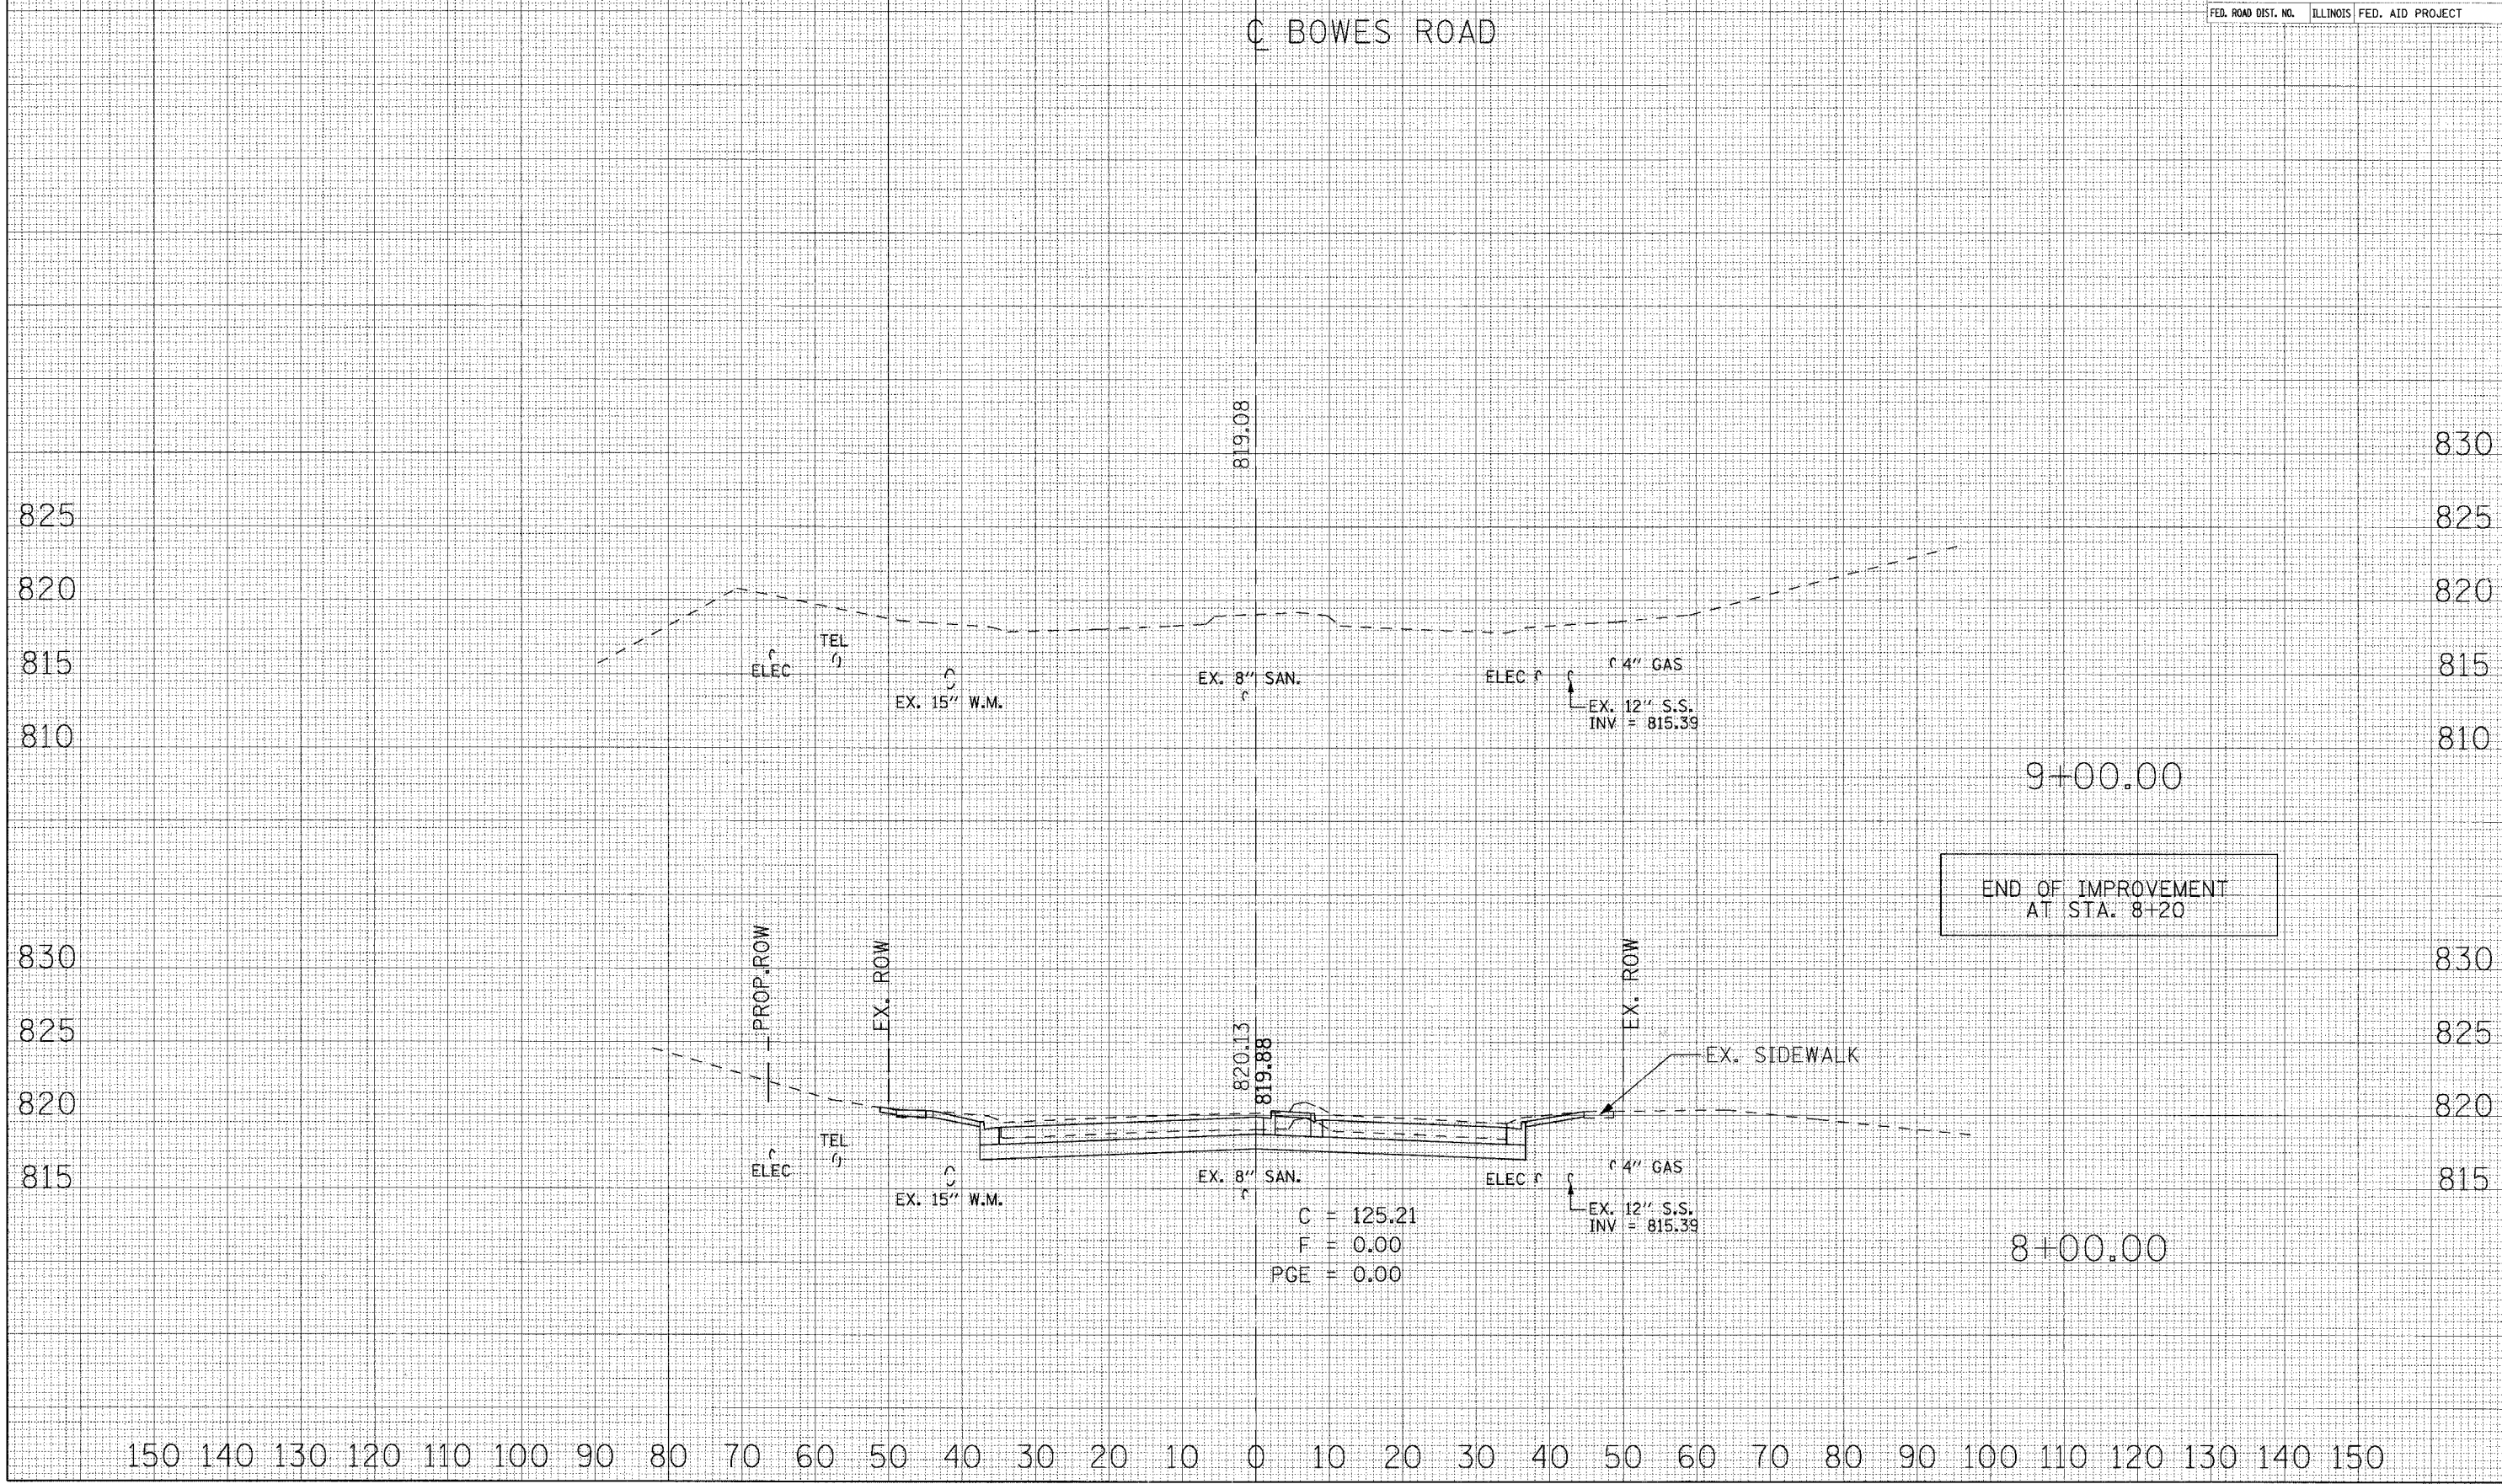 FED. ROAD DIST. NO. ILLINOIS FED. AID PROJECT
℄ BOWES ROAD
819.08
830
825 825
820 820
815 815
810 810
TEL
ELEC
EX. 15" W.M.
EX. 8" SAN.
ELEC
4" GAS
EX. 12" S.S.
INV = 815.39
9+00.00
END OF IMPROVEMENT
AT STA. 8+20
830 830
825 825
820 820
815 815
PROP.ROW
EX. ROW
820.13
819.88
EX. ROW
EX. SIDEWALK
TEL
ELEC
EX. 15" W.M.
EX. 8" SAN.
ELEC
4" GAS
EX. 12" S.S.
INV = 815.39
C = 125.21
F = 0.00
PGE = 0.00
8+00.00
150 140 130 120 110 100 90 80 70 60 50 40 30 20 10 0 10 20 30 40 50 60 70 80 90 100 110 120 130 140 150